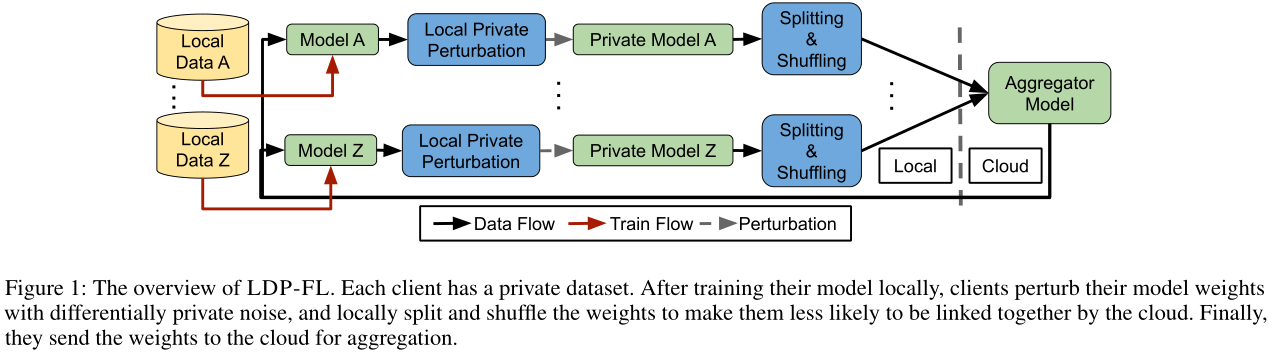 Local
Data A
Model A
Local Private
Perturbation
Private Model A
Splitting
&
Shuffling
Aggregator
Model
Local
Data Z
Model Z
Local Private
Perturbation
Private Model Z
Splitting
&
Shuffling
Local
Cloud
Data Flow
Train Flow
Perturbation
Figure 1: The overview of LDP-FL. Each client has a private dataset. After training their model locally, clients perturb their model weights
with differentially private noise, and locally split and shuffle the weights to make them less likely to be linked together by the cloud. Finally,
they send the weights to the cloud for aggregation.